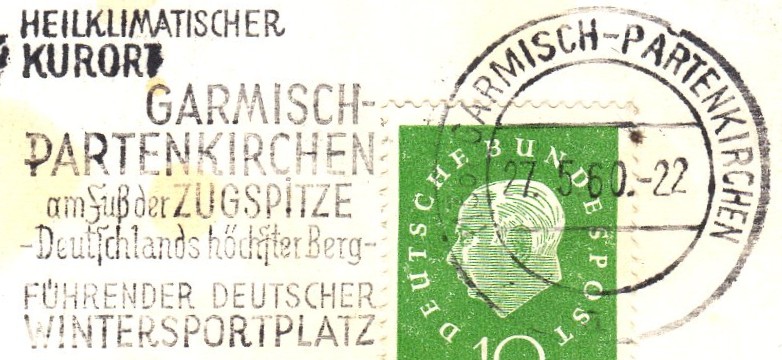 HEILKLIMATISCHER
KURORT
GARMISCH-
PARTENKIRCHEN
am Fuß der ZUGSPITZE
-Deutſchlands höchſter Berg-
FÜHRENDER DEUTSCHER
WINTERSPORTPLATZ
GARMISCH-PARTENKIRCHEN
27.5.60.-22
DEUTSCHE BUNDESPOST
10